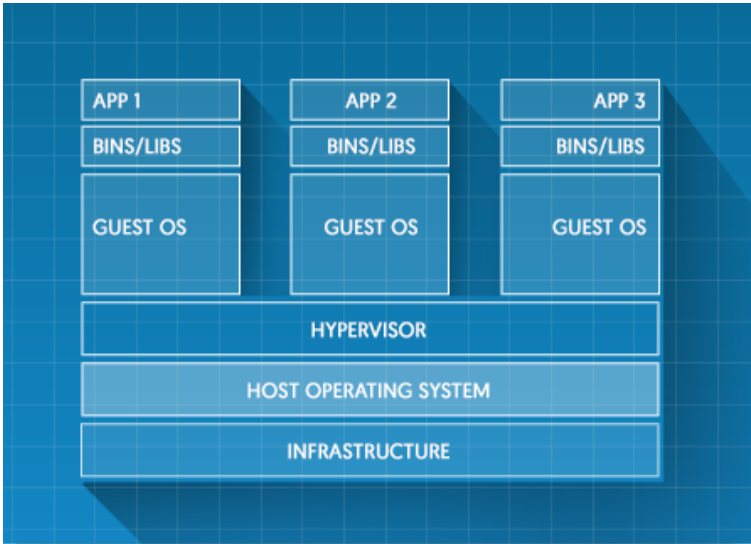 APP 1
APP 2
APP 3
BINS/LIBS
BINS/LIBS
BINS/LIBS
GUEST OS
GUEST OS
GUEST OS
HYPERVISOR
HOST OPERATING SYSTEM
INFRASTRUCTURE